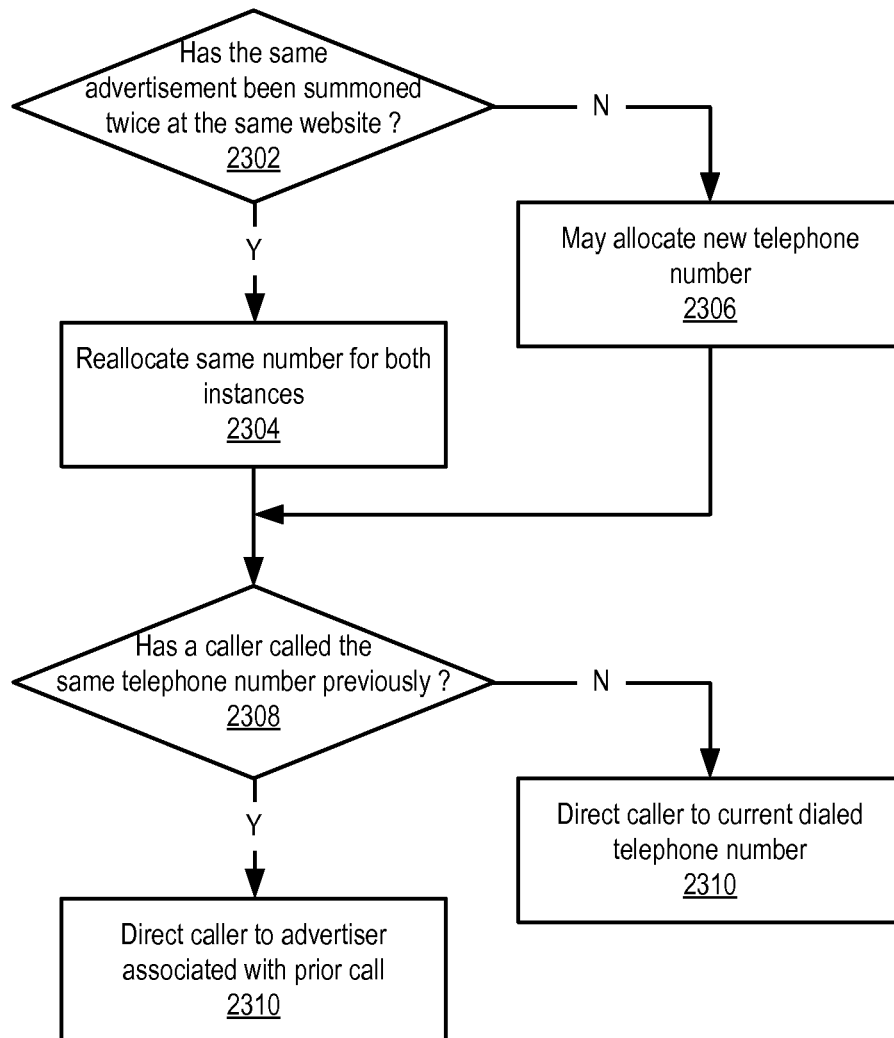 Has the same
advertisement been summoned
twice at the same website ?
2302
N
Y
May allocate new telephone
number
2306
Reallocate same number for both
instances
2304
Has a caller called the
same telephone number previously ?
2308
N
Y
Direct caller to current dialed
telephone number
2310
Direct caller to advertiser
associated with prior call
2310